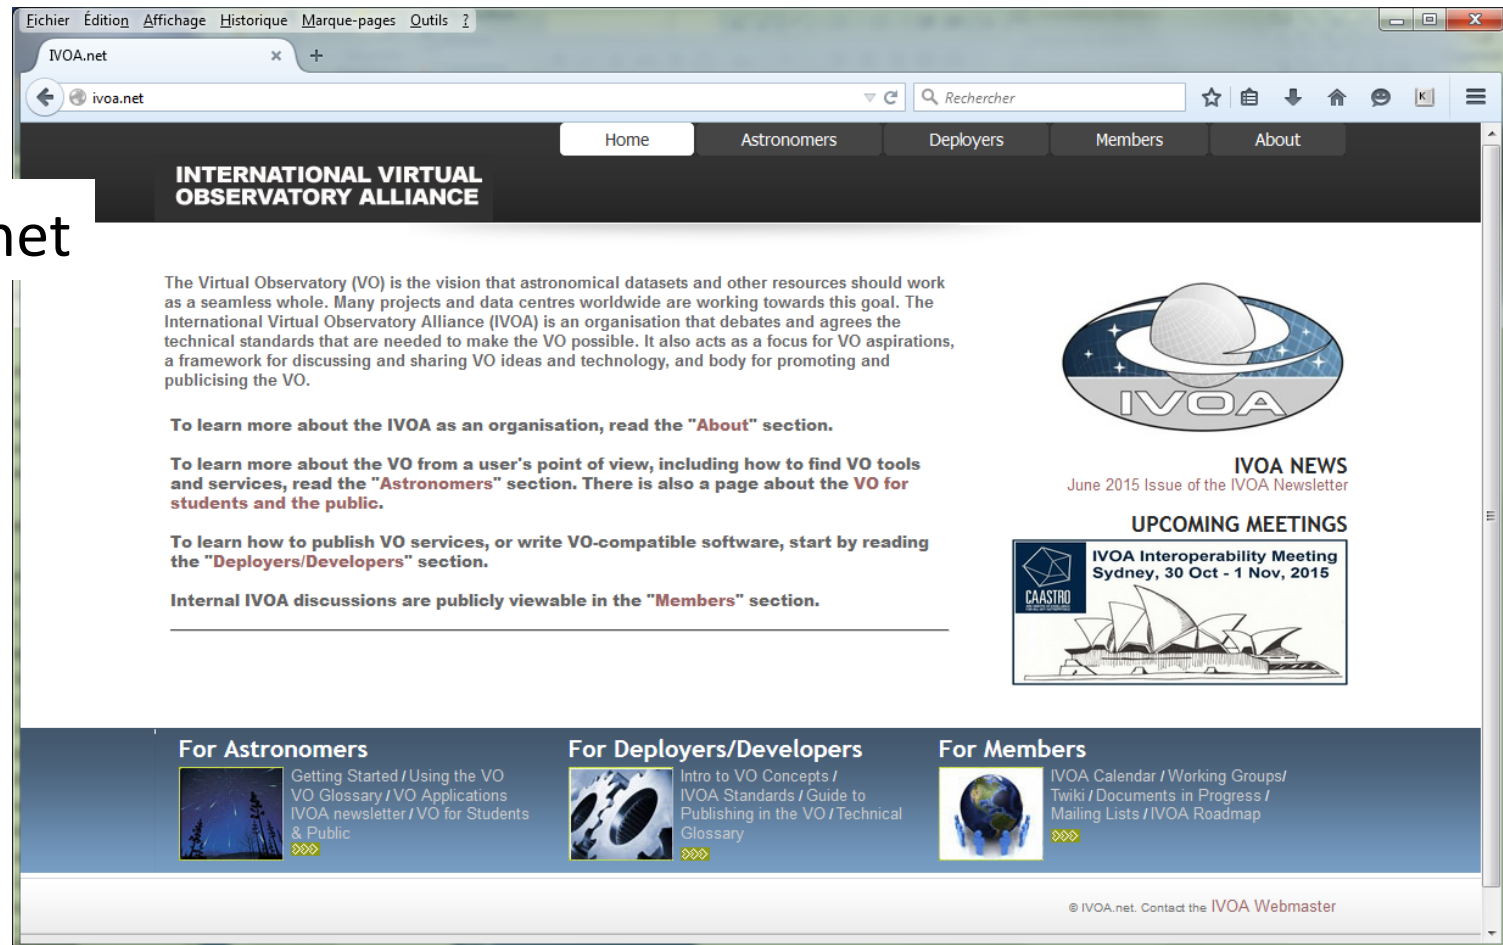 Fichier Édition Affichage Historique Marque-pages Outils ?
IVOA.net
ivoa.net
Rechercher
K
Home Astronomers Deployers Members About
INTERNATIONAL VIRTUAL
OBSERVATORY ALLIANCE
net
The Virtual Observatory (VO) is the vision that astronomical datasets and other resources should work
as a seamless whole. Many projects and data centres worldwide are working towards this goal. The
International Virtual Observatory Alliance (IVOA) is an organisation that debates and agrees the
technical standards that are needed to make the VO possible. It also acts as a focus for VO aspirations,
a framework for discussing and sharing VO ideas and technology, and body for promoting and
publicising the VO.
To learn more about the IVOA as an organisation, read the "About" section.
To learn more about the VO from a user's point of view, including how to find VO tools
and services, read the "Astronomers" section. There is also a page about the VO for
students and the public.
To learn how to publish VO services, or write VO-compatible software, start by reading
the "Deployers/Developers" section.
Internal IVOA discussions are publicly viewable in the "Members" section.
IVOA
IVOA NEWS
June 2015 Issue of the IVOA Newsletter
UPCOMING MEETINGS
IVOA Interoperability Meeting
Sydney, 30 Oct - 1 Nov, 2015
CAASTRO
For Astronomers
Getting Started / Using the VO
VO Glossary / VO Applications
IVOA newsletter / VO for Students
& Public
For Deployers/Developers
Intro to VO Concepts /
IVOA Standards / Guide to
Publishing in the VO / Technical
Glossary
For Members
IVOA Calendar / Working Groups/
Twiki / Documents in Progress /
Mailing Lists / IVOA Roadmap
© IVOA.net. Contact the IVOA Webmaster